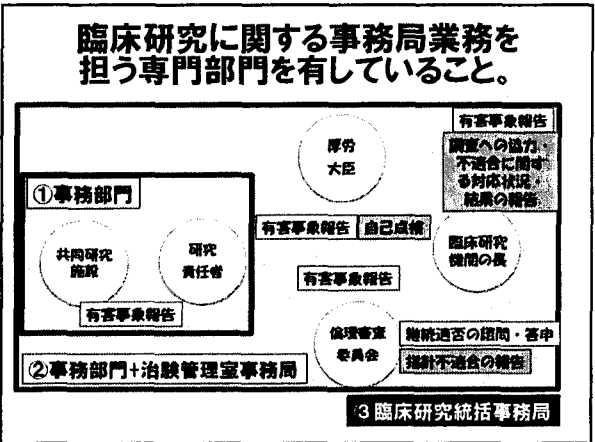 臨床研究に関する事務局業務を
担う専門部門を有していること。
有害事象報告
調査への協力・
不適合に関す
る対応状況・
結果の報告
厚労
大臣
①事務部門
有害事象報告
自己点検
共同研究
施設
研究
責任者
臨床研究
機関の長
有害事象報告
有害事象報告
倫理審査
委員会
継続適否の諮問・答申
指針不適合の報告
②事務部門+治験管理室事務局
③臨床研究統括事務局